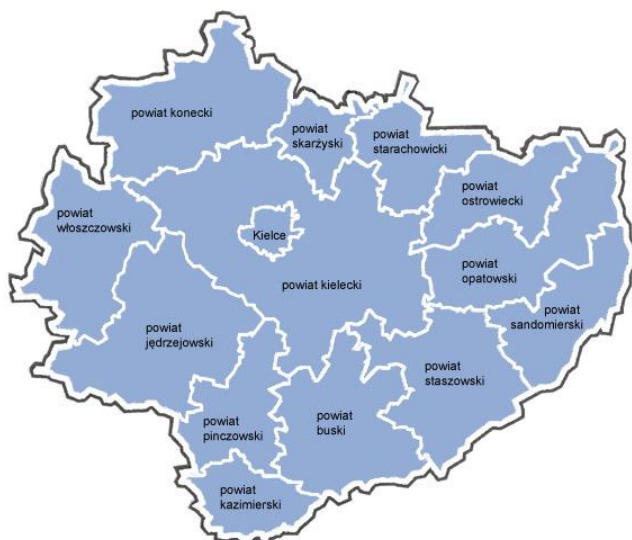 powiat konecki
powiat
skarżyski
powiat
starachowicki
powiat
ostrowiecki
powiat
włoszczowski
Kielce
powiat kielecki
powiat
opatowski
powiat
sandomierski
powiat
jędrzejowski
powiat
staszowski
powiat
pinczowski
powiat
buski
powiat
kazimierski